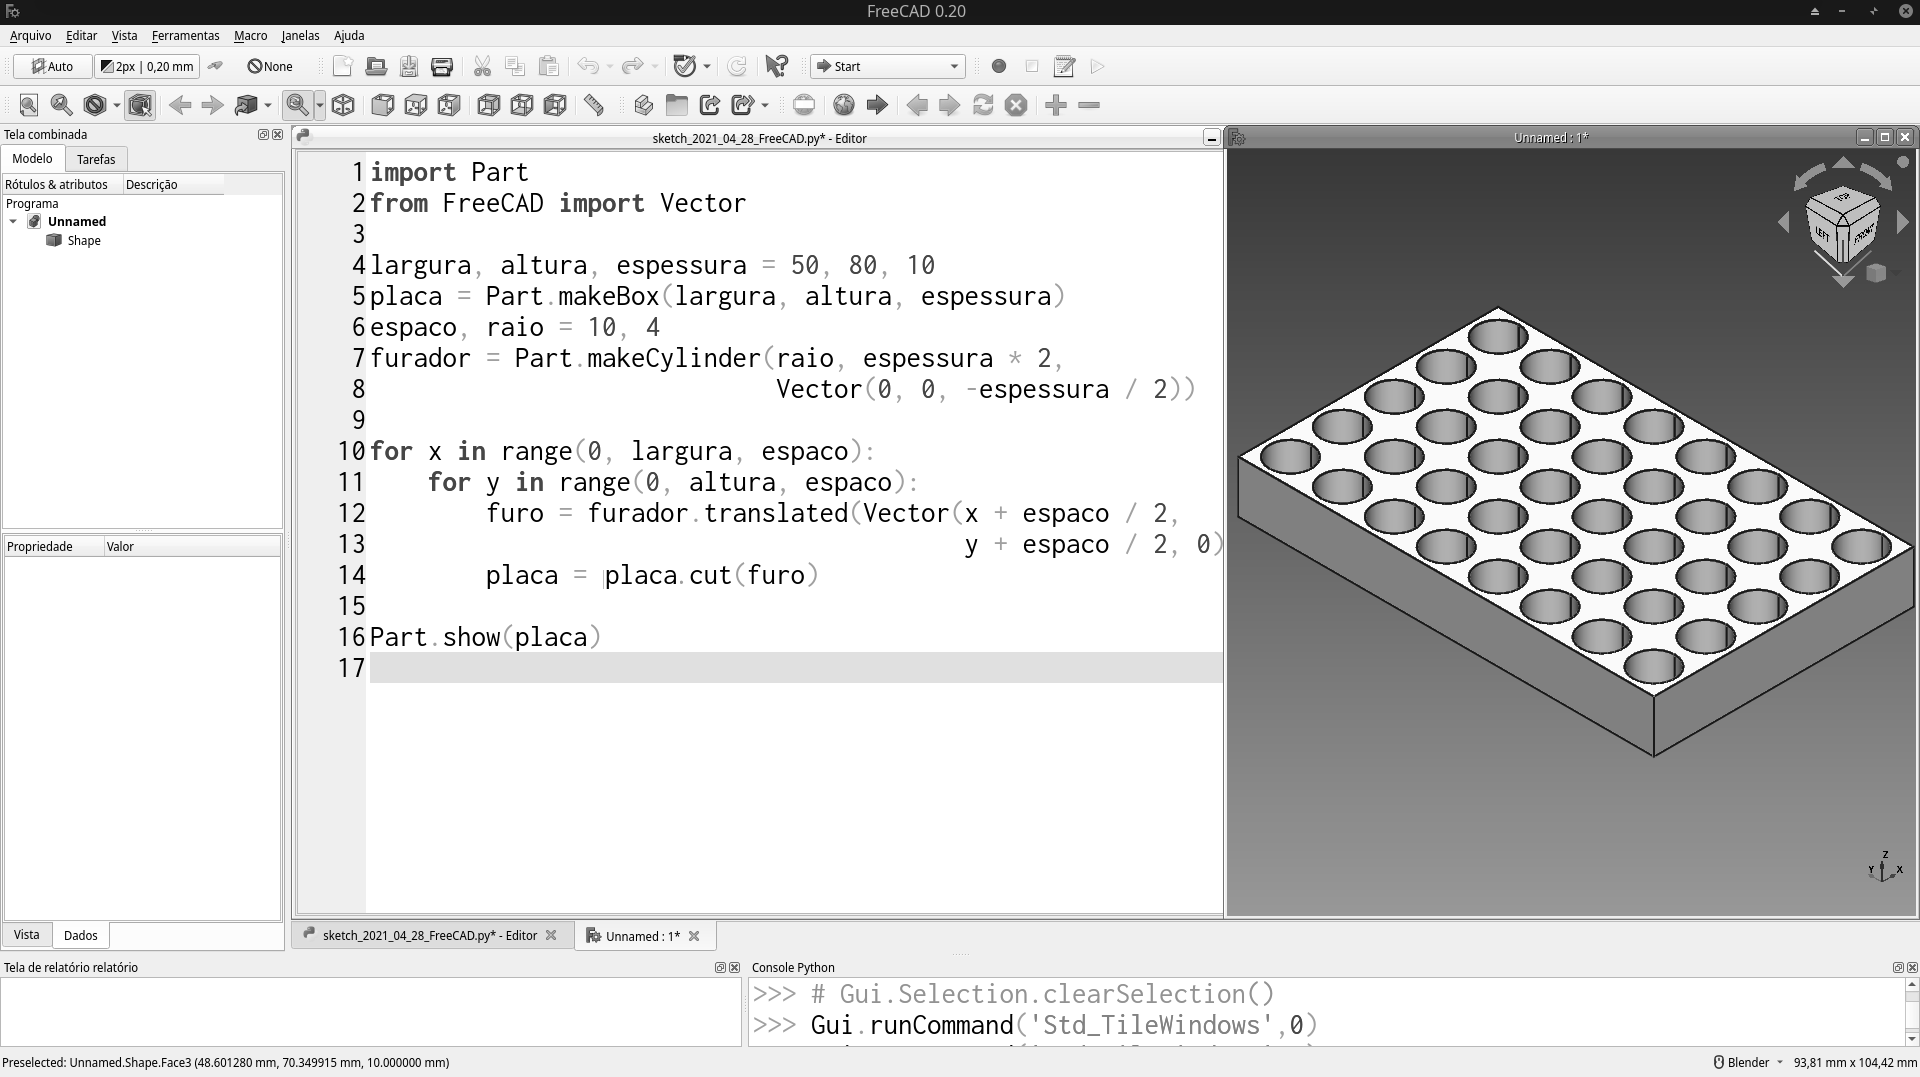 FreeCAD 0.20
Arquivo Editar Vista Ferramentas Macro Janelas Ajuda
Auto 2px | 0,20 mm None Start
Tela combinada
Modelo Tarefas
Rótulos & atributos Descrição
Programa
Unnamed
Shape
Propriedade Valor
Vista Dados
sketch_2021_04_28_FreeCAD.py* - Editor
1 import Part
2 from FreeCAD import Vector
3
4 largura, altura, espessura = 50, 80, 10
5 placa = Part.makeBox(largura, altura, espessura)
6 espaco, raio = 10, 4
7 furador = Part.makeCylinder(raio, espessura * 2,
8 Vector(0, 0, -espessura / 2))
9
10 for x in range(0, largura, espaco):
11 for y in range(0, altura, espaco):
12 furo = furador.translated(Vector(x + espaco / 2,
13 y + espaco / 2, 0)
14 placa = placa.cut(furo)
15
16 Part.show(placa)
17
Unnamed : 1*
TOP
LEFT FRONT
Z
Y X
sketch_2021_04_28_FreeCAD.py* - Editor Unnamed : 1*
Tela de relatório relatório
Console Python
>>> # Gui.Selection.clearSelection()
>>> Gui.runCommand('Std_TileWindows',0)
Preselected: Unnamed.Shape.Face3 (48.601280 mm, 70.349915 mm, 10.000000 mm)
Blender 93,81 mm x 104,42 mm